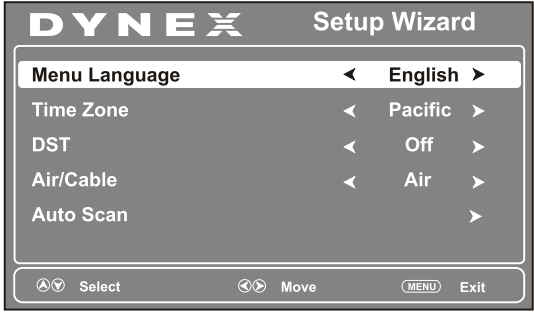 DYNEX Setup Wizard
Menu Language English
Time Zone Pacific
DST Off
Air/Cable Air
Auto Scan
Select Move MENU Exit